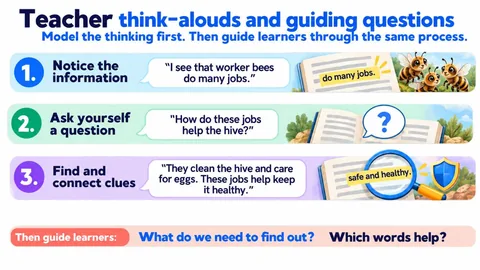 Teacher think-alouds and guiding questions
Model the thinking first. Then guide learners through the same process.
1. Notice the
information
“I see that worker bees
do many jobs.”
do many jobs.
2. Ask yourself
a question
“How do these jobs
help the hive?”
?
3. Find and
connect clues
“They clean the hive and care
for eggs. These jobs help keep
it healthy.”
safe and healthy.
Then guide learners: What do we need to find out? Which words help?